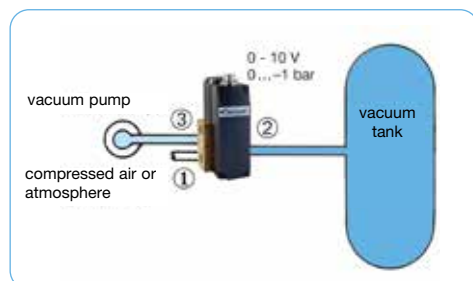 0 - 10 V
0...–1 bar
vacuum pump
③
②
vacuum
tank
compressed air or
atmosphere
①